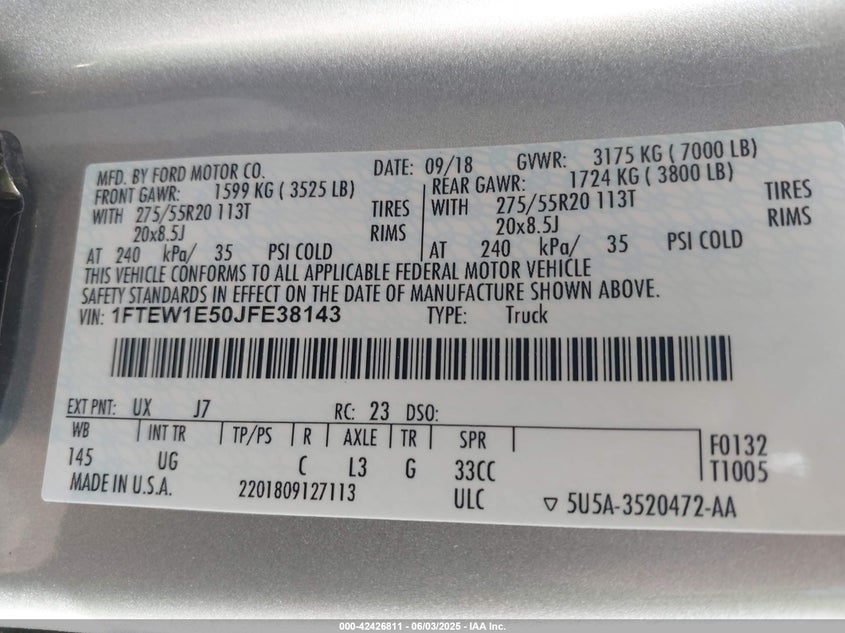 MFD. BY FORD MOTOR CO. DATE: 09/18 GVWR: 3175 KG ( 7000 LB)
FRONT GAWR: 1599 KG ( 3525 LB) REAR GAWR: 1724 KG ( 3800 LB)
WITH 275/55R20 113T TIRES WITH 275/55R20 113T TIRES
20x8.5J RIMS 20x8.5J RIMS
AT 240 kPa/ 35 PSI COLD AT 240 kPa/ 35 PSI COLD
THIS VEHICLE CONFORMS TO ALL APPLICABLE FEDERAL MOTOR VEHICLE
SAFETY STANDARDS IN EFFECT ON THE DATE OF MANUFACTURE SHOWN ABOVE.
VIN: 1FTEW1E50JFE38143 TYPE: Truck
EXT PNT: UX J7 RC: 23 DSO:
WB INT TR TP/PS R AXLE TR SPR F0132
145 UG C L3 G 33CC T1005
MADE IN U.S.A. 2201809127113 ULC ▽ 5U5A-3520472-AA
000-42426811 - 06/03/2025 - IAA Inc.